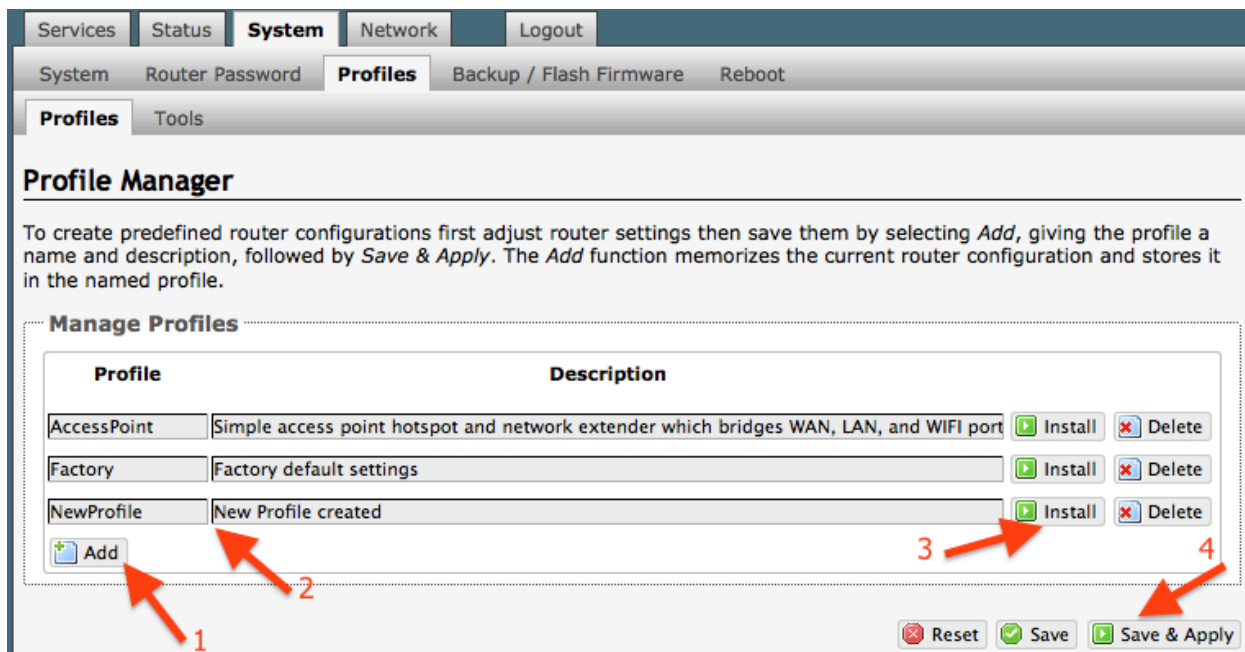 Services Status System Network Logout
System Router Password Profiles Backup / Flash Firmware Reboot
Profiles Tools
Profile Manager
To create predefined router configurations first adjust router settings then save them by selecting Add, giving the profile a
name and description, followed by Save & Apply. The Add function memorizes the current router configuration and stores it
in the named profile.
Manage Profiles
Profile Description
AccessPoint Simple access point hotspot and network extender which bridges WAN, LAN, and WIFI port Install Delete
Factory Factory default settings Install Delete
NewProfile New Profile created Install Delete
Add 3 4
2
1
Reset Save Save & Apply